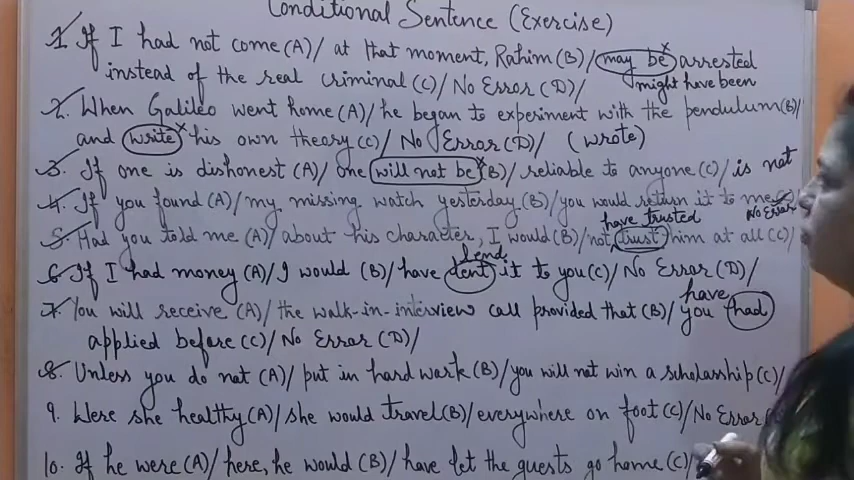 Conditional Sentence (Exercise)
1. If I had not come (A)/ at that moment, Rahim (B)/ may be x arrested
instead of the real criminal (C)/ No Error (D)/ might have been
2. When Galileo went home (A)/ he began to experiment with the pendulum (B)/
and write x his own theory (C)/ No Error (D)/ (wrote)
3. If one is dishonest (A)/ one will not be x (B)/ reliable to anyone (C)/ is not
4. If you found (A)/ my missing watch yesterday (B)/ you would return it to me (C)/
No Error
have trusted
5. Had you told me (A)/ about his character, I would (B)/ not trust him at all (C)/
lend
6. If I had money (A)/ I would (B)/ have lent it to you (C)/ No Error (D)/
have
7. You will receive (A)/ the walk-in-interview call provided that (B)/ you had
applied before (C)/ No Error (D)/
8. Unless you do not (A)/ put in hard work (B)/ you will not win a scholarship (C)/
9. Were she healthy (A)/ she would travel (B)/ everywhere on foot (C)/ No Error
10. If he were (A)/ here, he would (B)/ have let the guests go home (C)/